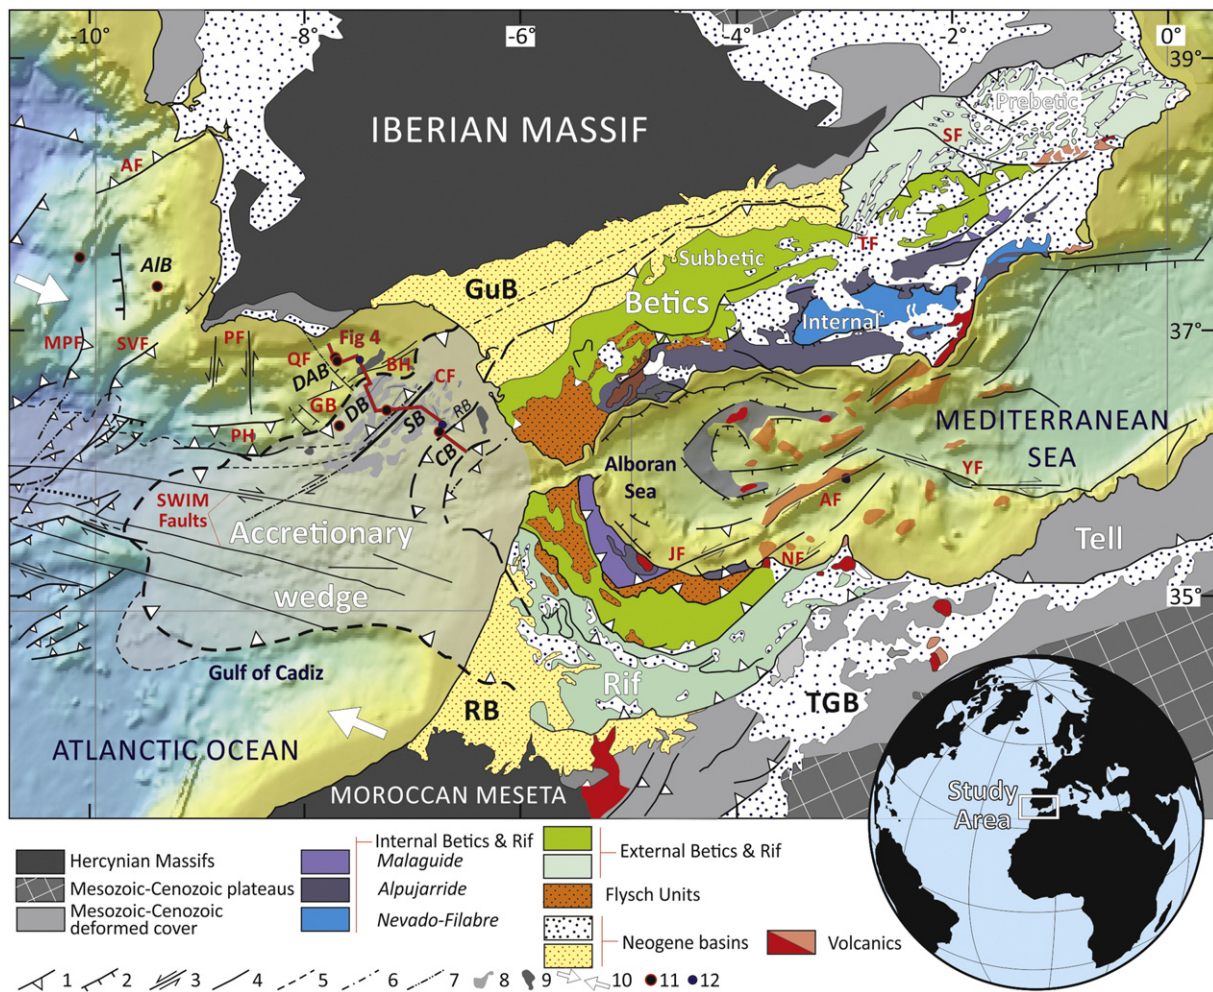 -10°
-8°
-6°
-4°
2°
0°
39°
Prebetic
IBERIAN MASSIF
SF
AF
TF
Subbetic
AlB
GuB
Betics
Internal
37°
MPF
SVF
PF
QF
Fig 4
BH
DAB
CF
GB
DB
SB
RB
MEDITERRANEAN
SEA
PH
CB
Alboran
Sea
YF
AF
SWIM
Faults
Accretionary
JF
NF
Tell
wedge
35°
Gulf of Cadiz
Rif
RB
TGB
ATLANCTIC OCEAN
MOROCCAN MESETA
Study
Area
Hercynian Massifs
Mesozoic-Cenozoic plateaus
Mesozoic-Cenozoic
deformed cover
Internal Betics & Rif
Malaguide
Alpujarride
Nevado-Filabre
External Betics & Rif
Flysch Units
Neogene basins
Volcanics
1 2 3 4 5 6 7 8 9 10 11 12